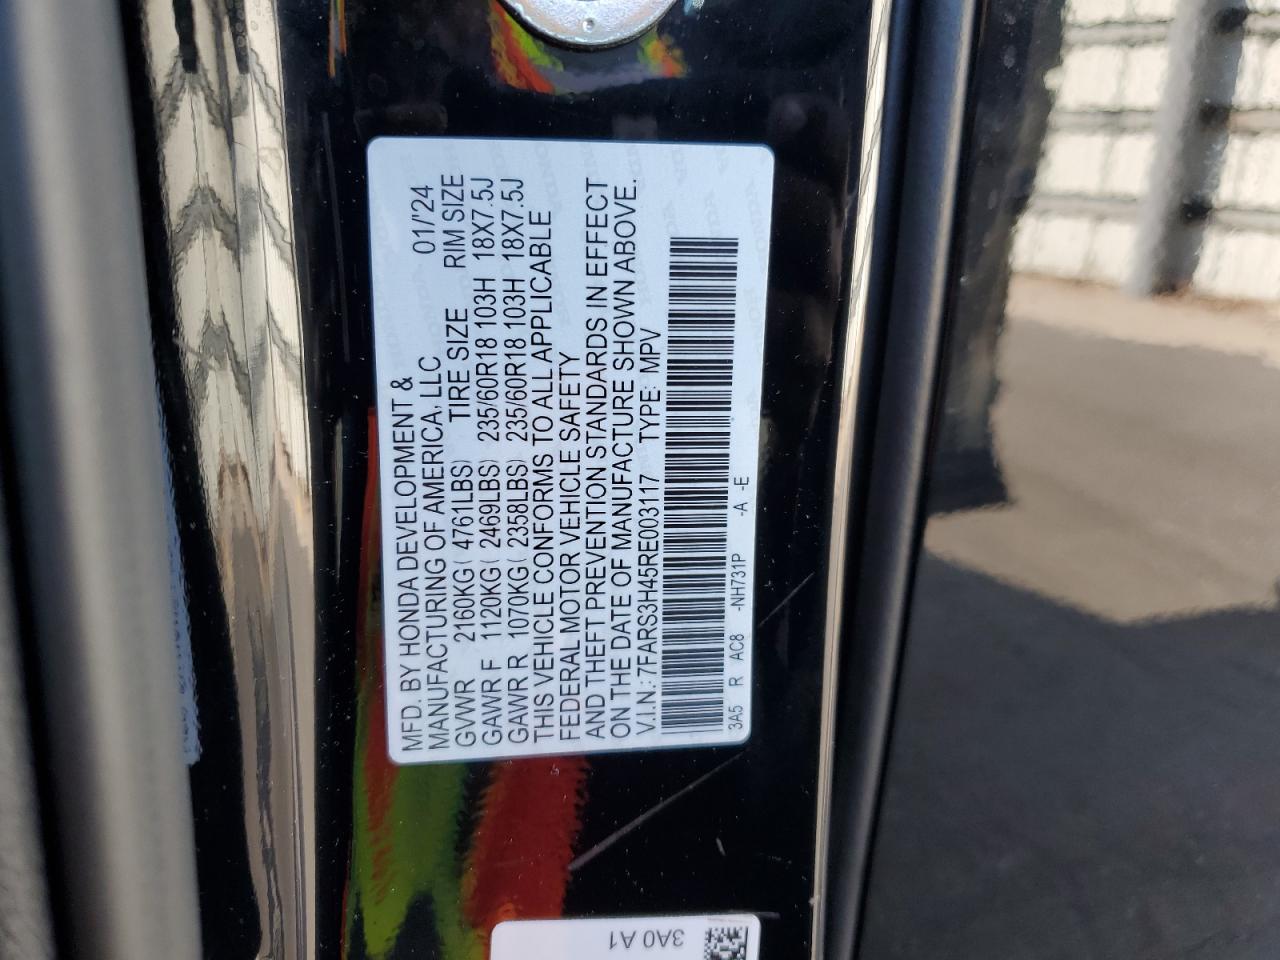 MFD. BY HONDA DEVELOPMENT &
MANUFACTURING OF AMERICA, LLC 01/'24
GVWR 2160KG( 4761LBS) TIRE SIZE RIM SIZE
GAWR F 1120KG( 2469LBS) 235/60R18 103H 18X7.5J
GAWR R 1070KG( 2358LBS) 235/60R18 103H 18X7.5J
THIS VEHICLE CONFORMS TO ALL APPLICABLE
FEDERAL MOTOR VEHICLE SAFETY
AND THEFT PREVENTION STANDARDS IN EFFECT
ON THE DATE OF MANUFACTURE SHOWN ABOVE.
V.I.N.: 7FARS3H45RE003117 TYPE: MPV
3A5 R AC8 -NH731P -A -E
3A0 A1